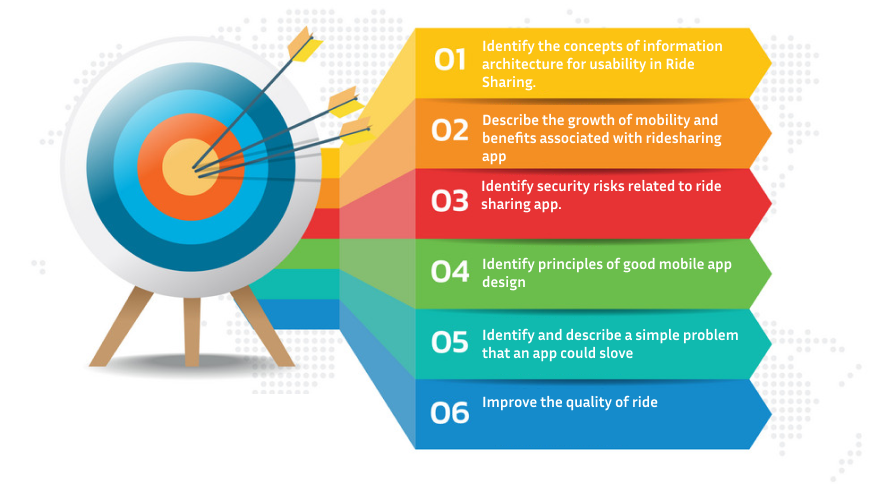 01
Identify the concepts of information
architecture for usability in Ride
Sharing.
02
Describe the growth of mobility and
benefits associated with ridesharing
app
03
Identify security risks related to ride
sharing app.
04
Identify principles of good mobile app
design
05
Identify and describe a simple problem
that an app could slove
06
Improve the quality of ride